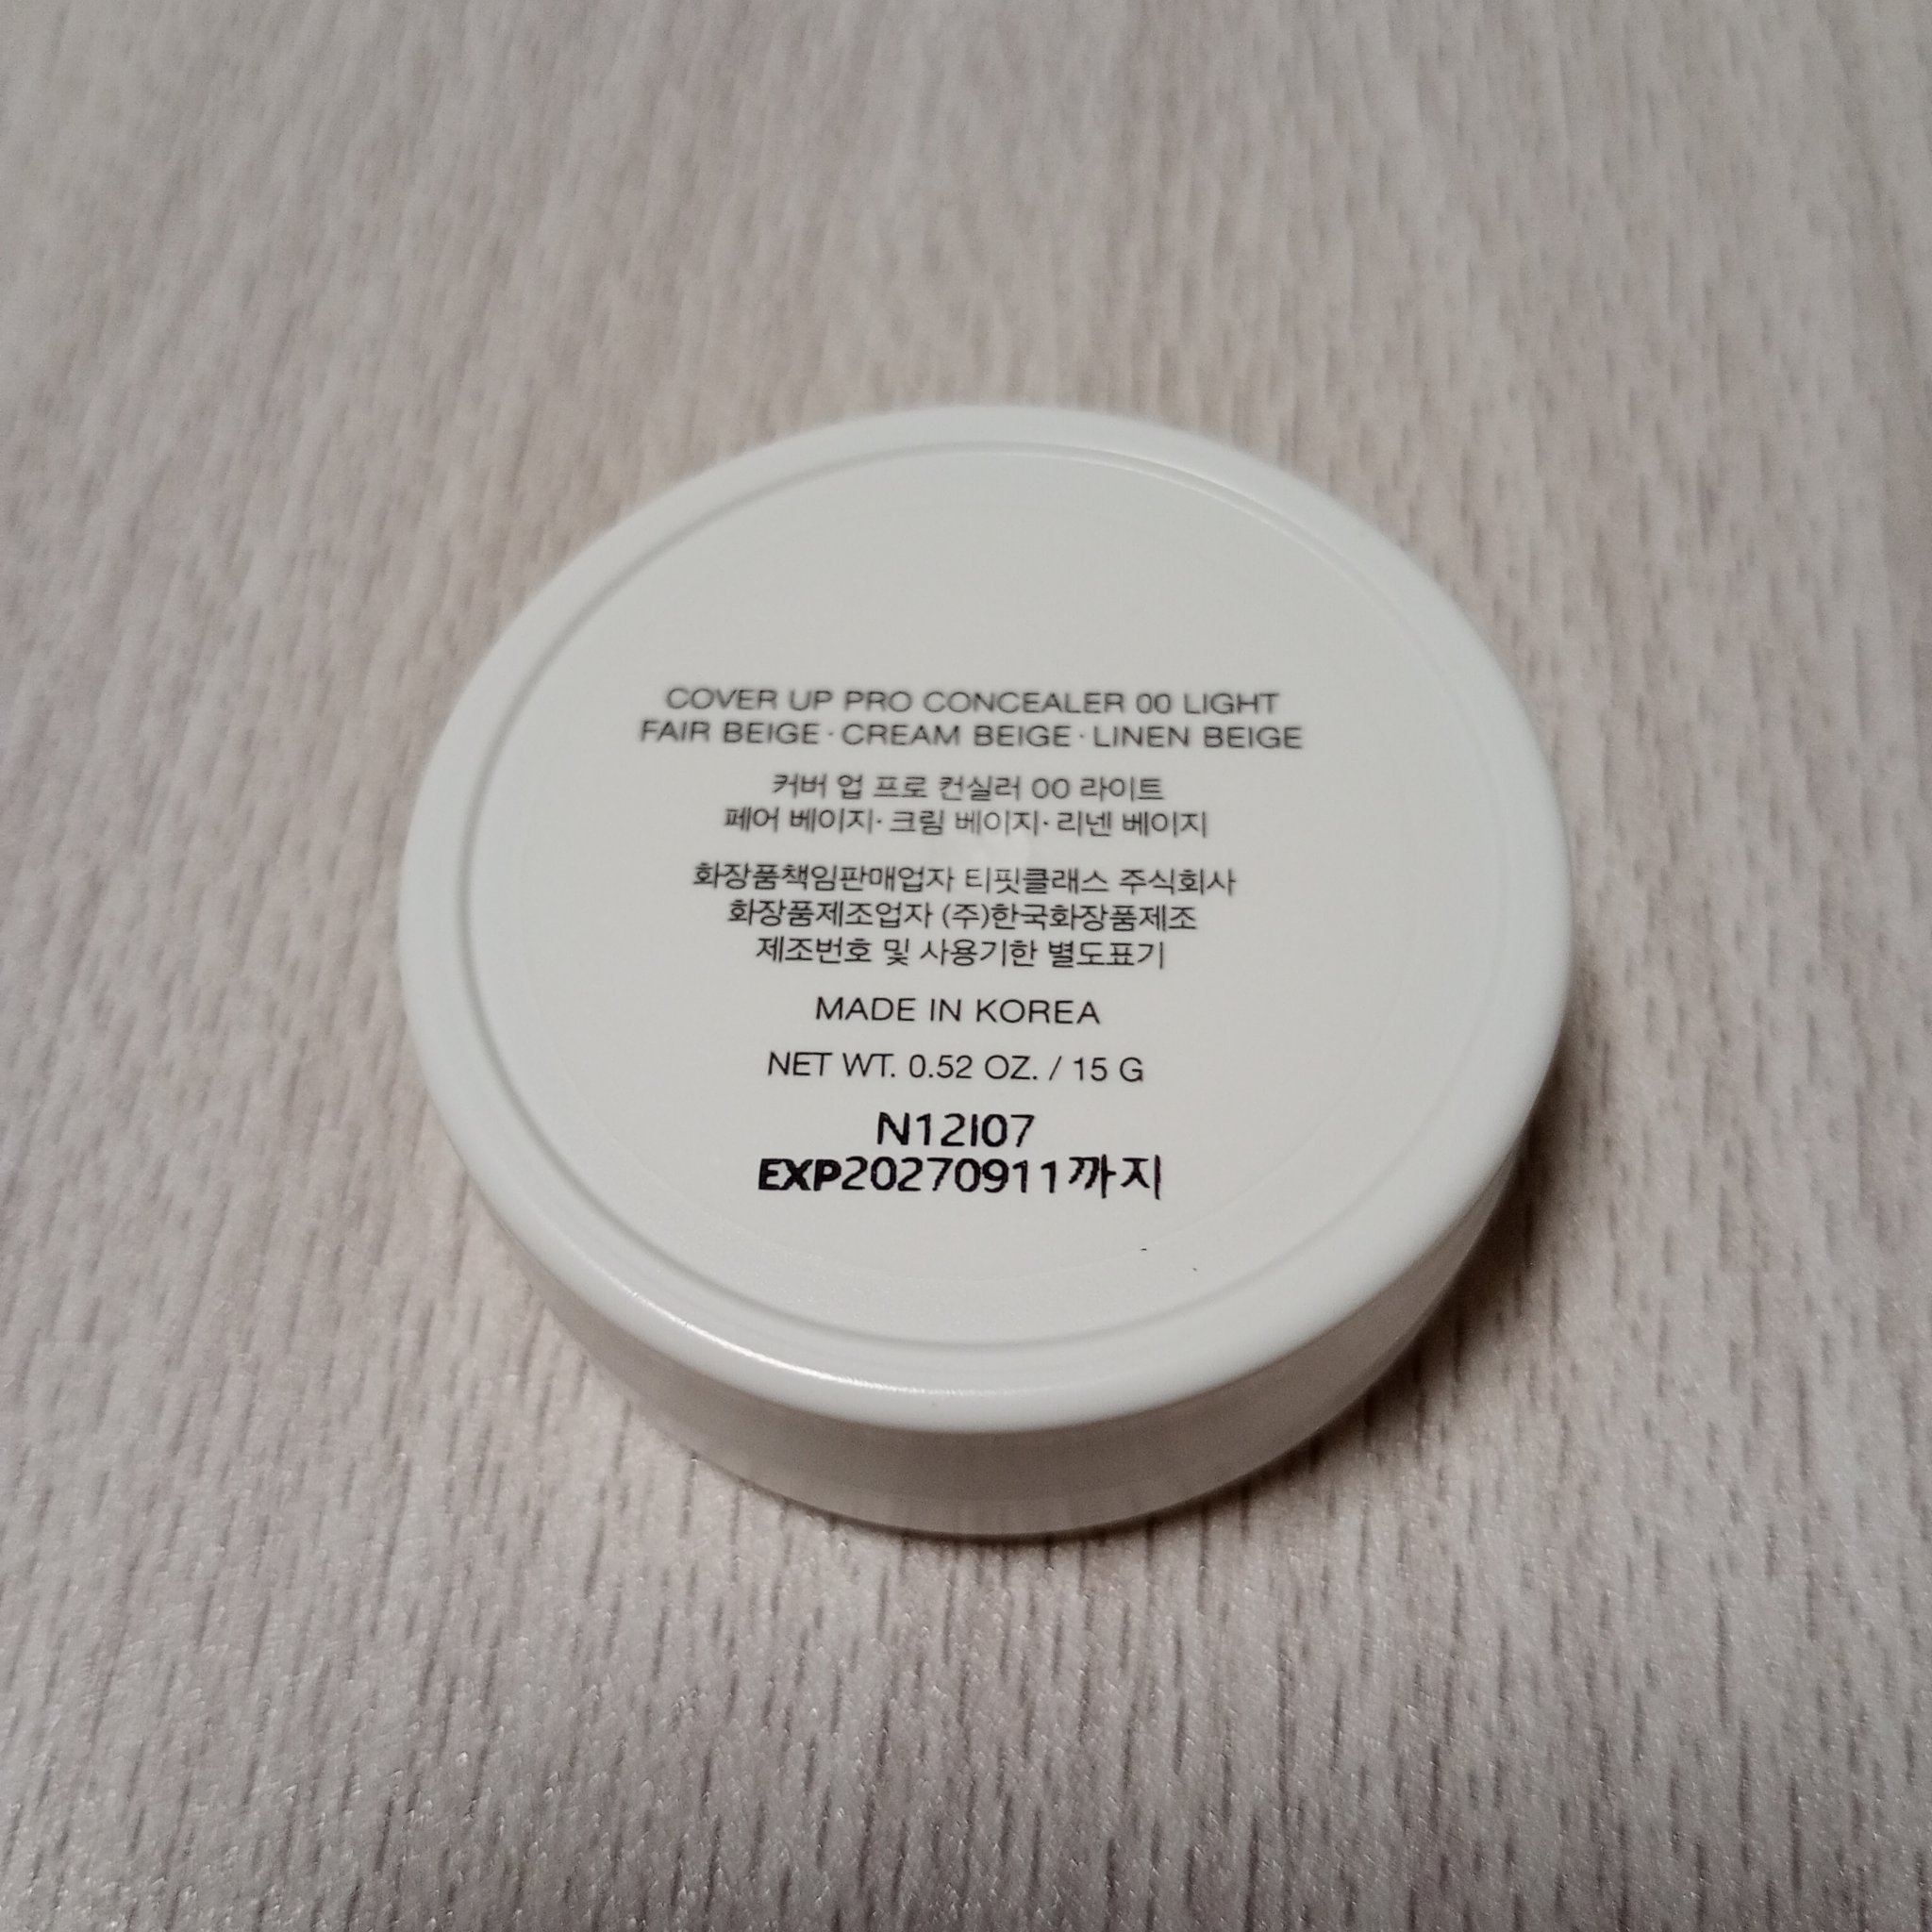 COVER UP PRO CONCEALER 00 LIGHT
FAIR BEIGE · CREAM BEIGE · LINEN BEIGE
커버 업 프로 컨실러 00 라이트
페어 베이지· 크림 베이지· 리넨 베이지
화장품책임판매업자 티핏클래스 주식회사
화장품제조업자 (주)한국화장품제조
제조번호 및 사용기한 별도표기
MADE IN KOREA
NET WT. 0.52 OZ. / 15 G
N12I07
EXP20270911까지